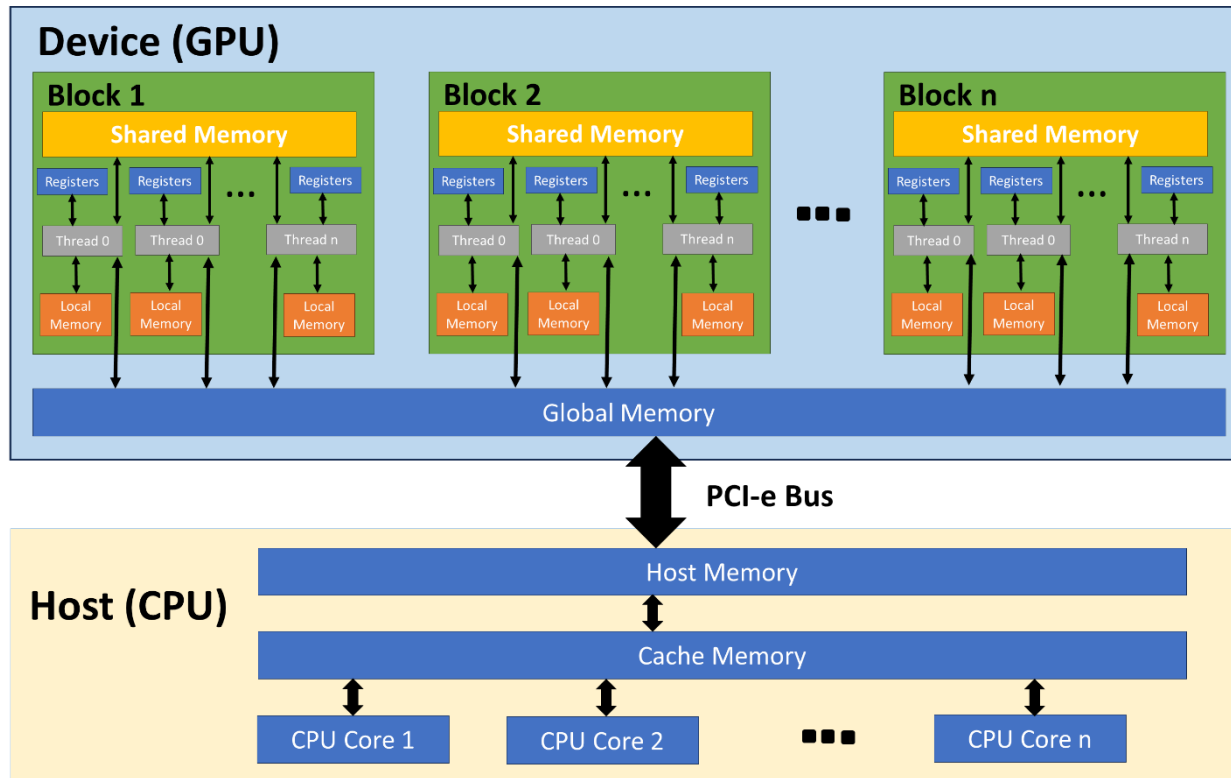 Device (GPU)
Block 1
Shared Memory
Registers
Registers
...
Registers
Thread 0
Thread 0
Thread n
Local
Memory
Local
Memory
Local
Memory
Block 2
Shared Memory
Registers
Registers
...
Registers
Thread 0
Thread 0
Thread n
Local
Memory
Local
Memory
Local
Memory
...
Block n
Shared Memory
Registers
Registers
...
Registers
Thread 0
Thread 0
Thread n
Local
Memory
Local
Memory
Local
Memory
Global Memory
PCI-e Bus
Host (CPU)
Host Memory
Cache Memory
CPU Core 1
CPU Core 2
...
CPU Core n